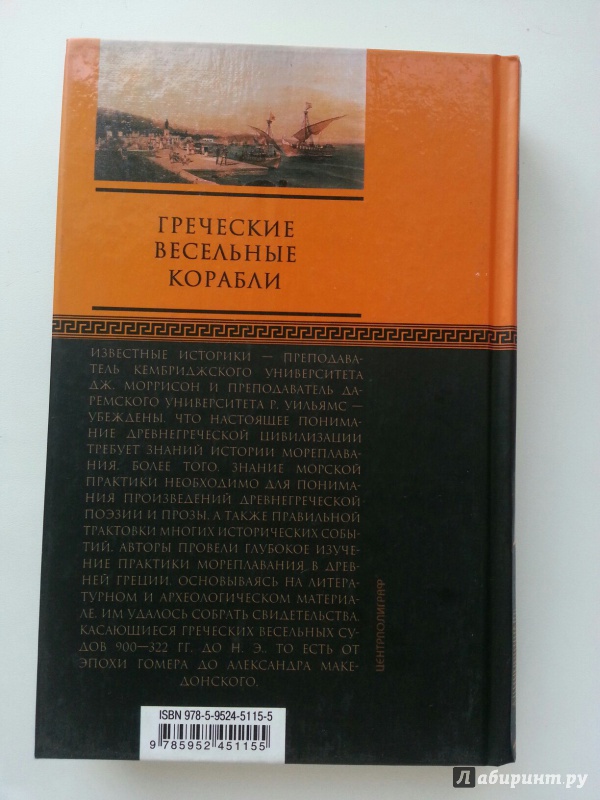 ГРЕЧЕСКИЕ
ВЕСЕЛЬНЫЕ
КОРАБЛИ
ИЗВЕСТНЫЕ ИСТОРИКИ — ПРЕПОДАВА-
ТЕЛЬ КЕМБРИДЖСКОГО УНИВЕРСИТЕТА
ДЖ. МОРРИСОН И ПРЕПОДАВАТЕЛЬ ДА-
РЕМСКОГО УНИВЕРСИТЕТА Р. УИЛЬЯМС —
УБЕЖДЕНЫ, ЧТО НАСТОЯЩЕЕ ПОНИМА-
НИЕ ДРЕВНЕГРЕЧЕСКОЙ ЦИВИЛИЗАЦИИ
ТРЕБУЕТ ЗНАНИЙ ИСТОРИИ МОРЕПЛАВА-
НИЯ. БОЛЕЕ ТОГО, ЗНАНИЕ МОРСКОЙ
ПРАКТИКИ НЕОБХОДИМО ДЛЯ ПОНИМА-
НИЯ ПРОИЗВЕДЕНИЙ ДРЕВНЕГРЕЧЕСКОЙ
ПОЭЗИИ И ПРОЗЫ, А ТАКЖЕ ПРАВИЛЬНОЙ
ТРАКТОВКИ МНОГИХ ИСТОРИЧЕСКИХ СОБЫ-
ТИЙ. АВТОРЫ ПРОВЕЛИ ГЛУБОКОЕ ИЗУЧЕ-
НИЕ ПРАКТИКИ МОРЕПЛАВАНИЯ В ДРЕВ-
НЕЙ ГРЕЦИИ, ОСНОВЫВАЯСЬ НА ЛИТЕРА-
ТУРНОМ И АРХЕОЛОГИЧЕСКОМ МАТЕРИА-
ЛЕ. ИМ УДАЛОСЬ СОБРАТЬ СВИДЕТЕЛЬСТВА,
КАСАЮЩИЕСЯ ГРЕЧЕСКИХ ВЕСЕЛЬНЫХ СУ-
ДОВ 900—322 ГГ. ДО Н. Э., ТО ЕСТЬ ОТ
ЭПОХИ ГОМЕРА ДО АЛЕКСАНДРА МАКЕ-
ДОНСКОГО.
ЦЕНТРПОЛИГРАФ
ISBN 978-5-9524-5115-5
9 785952 451155
Лабиринт.ру